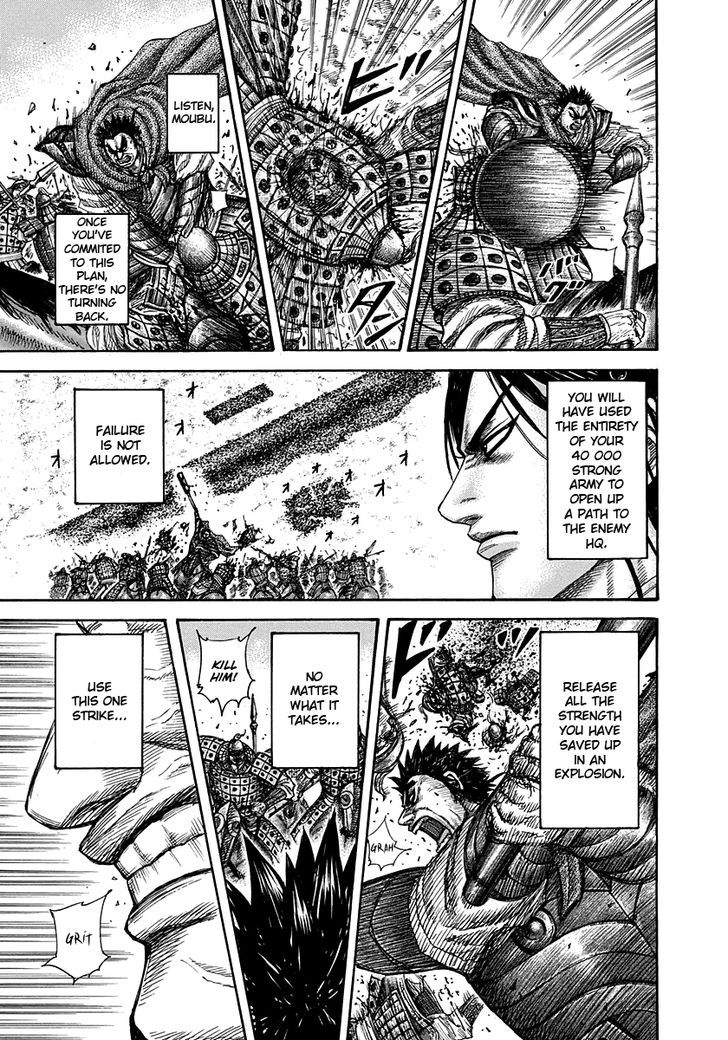 LISTEN,
MOUBU.
ONCE
YOU'VE
COMMITED
TO THIS
PLAN,
THERE'S NO
TURNING
BACK.
YOU WILL
HAVE USED
THE ENTIRETY
OF YOUR
40 000
STRONG
ARMY TO
OPEN UP
A PATH TO
THE ENEMY
HQ.
FAILURE
IS NOT
ALLOWED.
RELEASE
ALL THE
STRENGTH
YOU HAVE
SAVED UP
IN AN
EXPLOSION.
GRAH
NO
MATTER
WHAT IT
TAKES...
KILL
HIM!
USE
THIS ONE
STRIKE...
GRIT